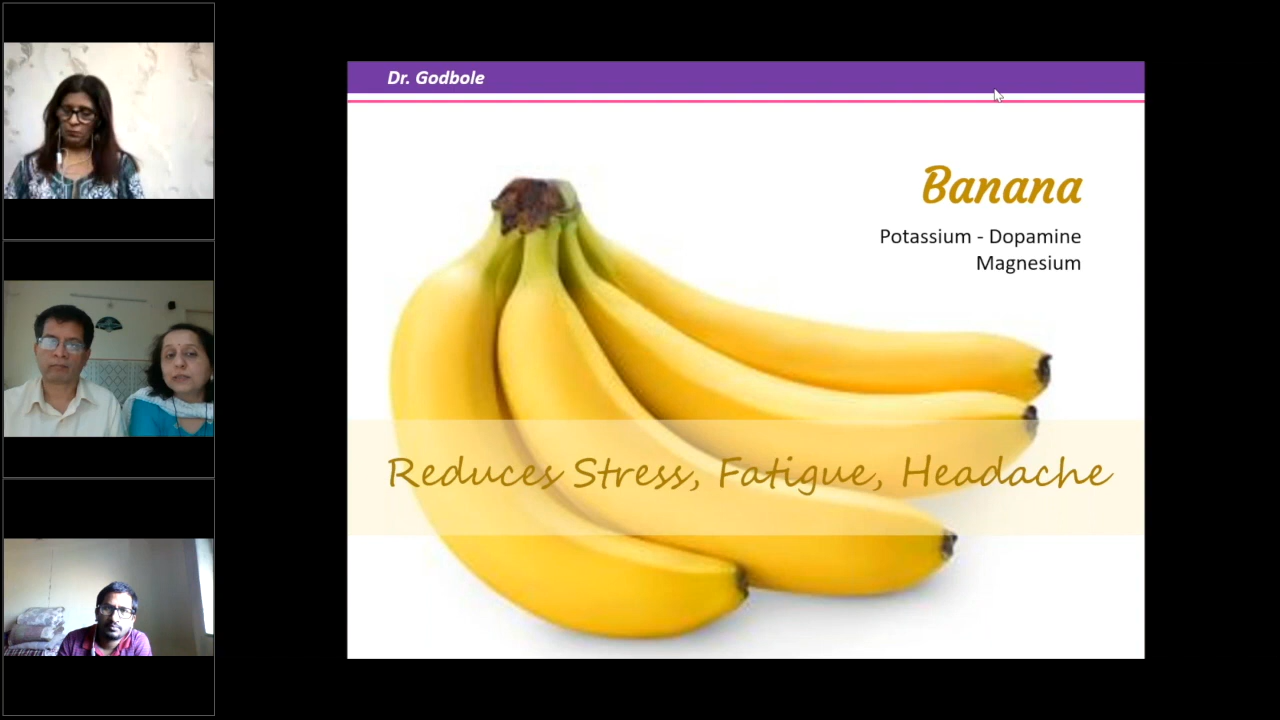 Dr. Godbole
Banana
Potassium - Dopamine
Magnesium
Reduces Stress, Fatigue, Headache